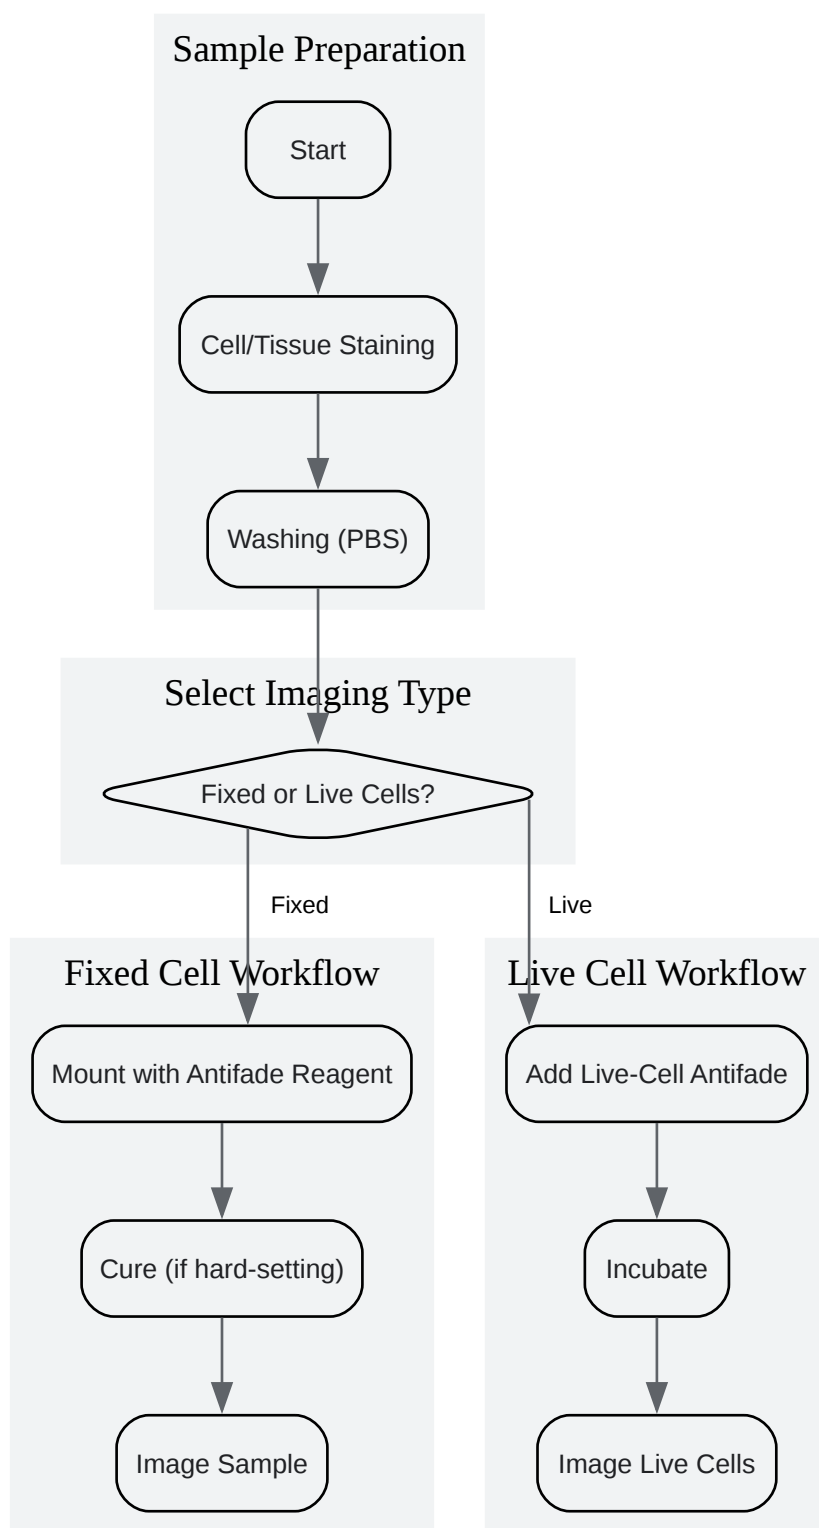 Sample Preparation
Start
Cell/Tissue Staining
Washing (PBS)
Select Imaging Type
Fixed or Live Cells?
Fixed
Live
Fixed Cell Workflow
Live Cell Workflow
Mount with Antifade Reagent
Add Live-Cell Antifade
Cure (if hard-setting)
Incubate
Image Sample
Image Live Cells